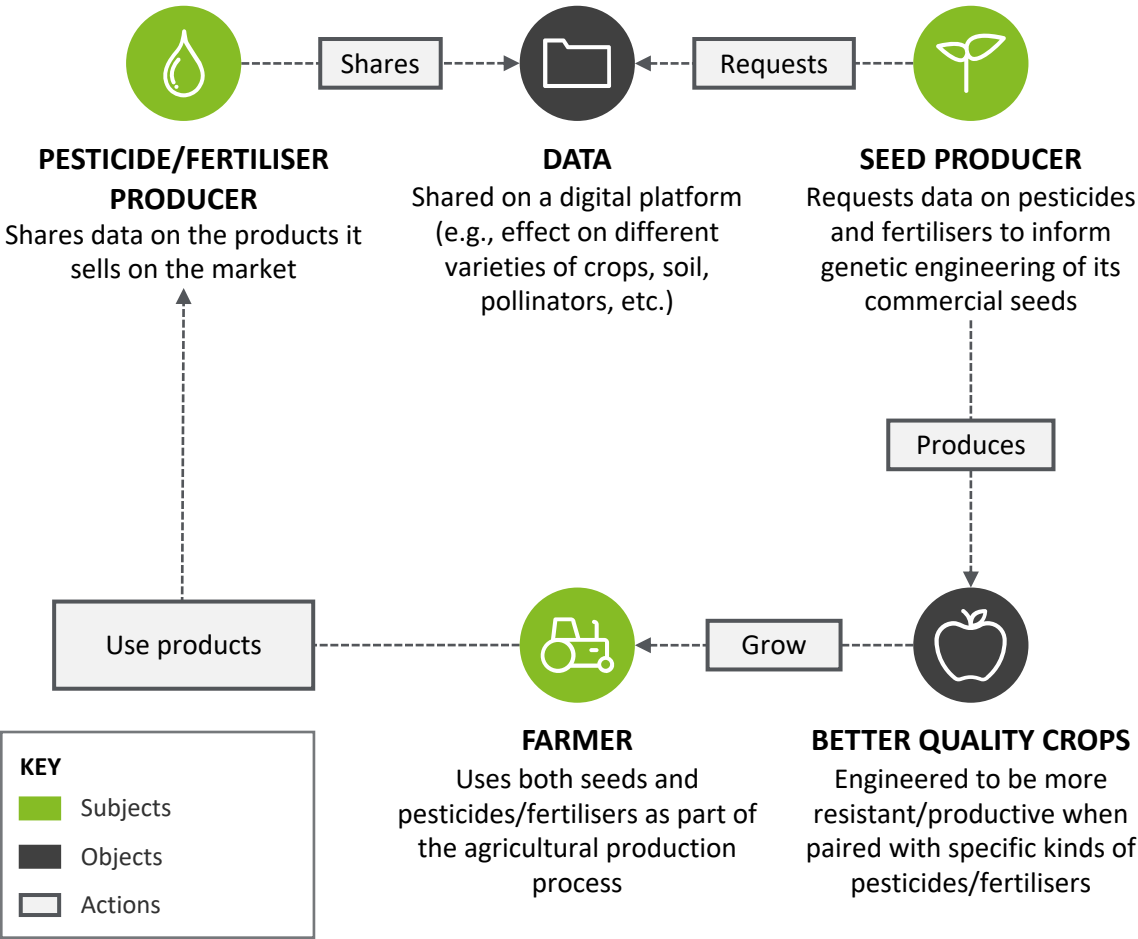 Shares
Requests
PESTICIDE/FERTILISER
PRODUCER
Shares data on the products it
sells on the market
DATA
Shared on a digital platform
(e.g., effect on different
varieties of crops, soil,
pollinators, etc.)
SEED PRODUCER
Requests data on pesticides
and fertilisers to inform
genetic engineering of its
commercial seeds
Produces
Use products
Grow
FARMER
Uses both seeds and
pesticides/fertilisers as part of
the agricultural production
process
BETTER QUALITY CROPS
Engineered to be more
resistant/productive when
paired with specific kinds of
pesticides/fertilisers
KEY
Subjects
Objects
Actions